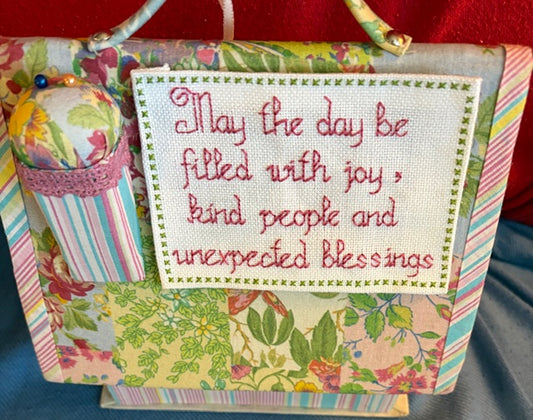 May the day be
filled with joy,
kind people and
unexpected blessings